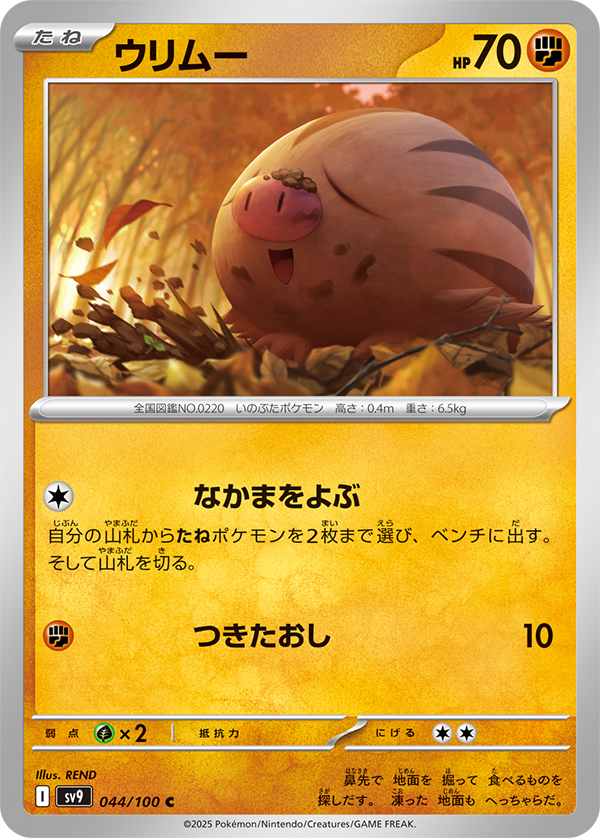 たね ウリムー HP70
全国図鑑NO.0220 いのぶたポケモン 高さ：0.4m 重さ：6.5kg
なかまをよぶ
自分の山札からたねポケモンを2枚まで選び、ベンチに出す。
そして山札を切る。
つきたおし 10
弱点 ×2 抵抗力 にげる
Illus. REND
鼻先で 地面を 掘って 食べるものを
探しだす。 凍った 地面も へっちゃらだ。
I sv9 044/100 C
©2025 Pokémon/Nintendo/Creatures/GAME FREAK.